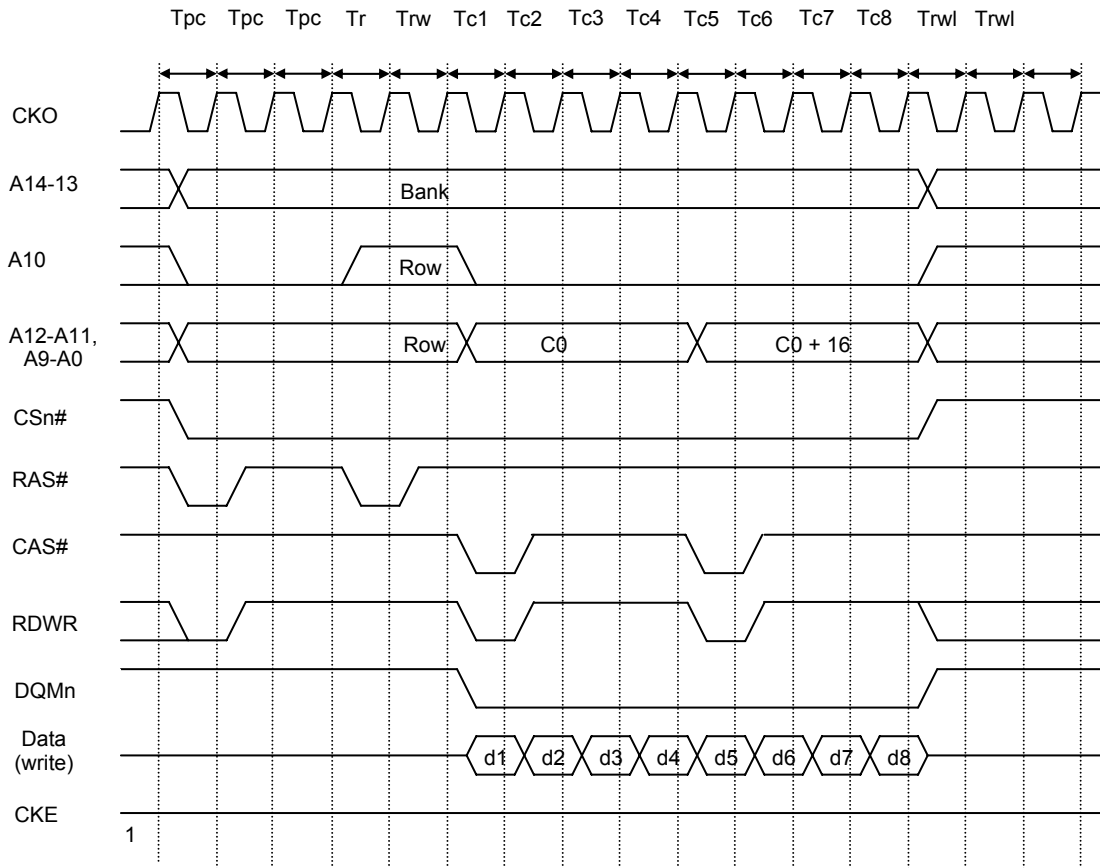 Tpc Tpc Tpc Tr Trw Tc1 Tc2 Tc3 Tc4 Tc5 Tc6 Tc7 Tc8 Trwl Trwl
CKO
A14-13
Bank
A10
Row
A12-A11,
A9-A0
Row C0 C0 + 16
CSn#
RAS#
CAS#
RDWR
DQMn
Data
(write)
d1 d2 d3 d4 d5 d6 d7 d8
CKE
1